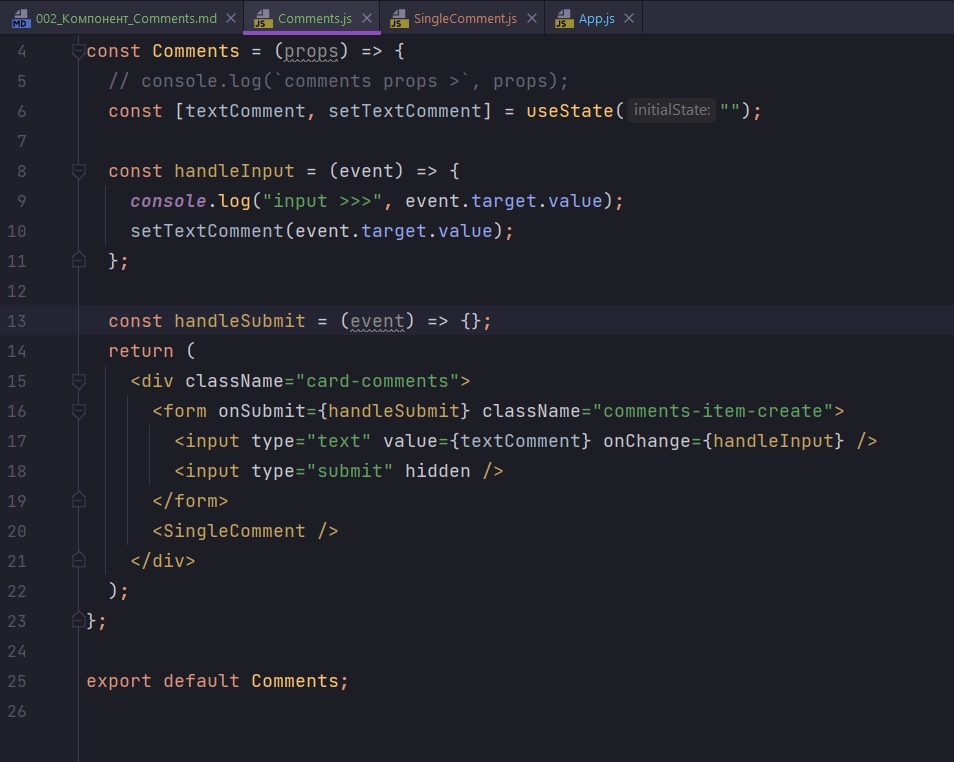 MD 002_Компонент_Comments.md JS Comments.js JS SingleComment.js JS App.js
4 const Comments = (props) => {
5 // console.log(`comments props >`, props);
6 const [textComment, setTextComment] = useState( initialState: "");
7
8 const handleInput = (event) => {
9 console.log("input >>>", event.target.value);
10 setTextComment(event.target.value);
11 };
12
13 const handleSubmit = (event) => {};
14 return (
15 <div className="card-comments">
16 <form onSubmit={handleSubmit} className="comments-item-create">
17 <input type="text" value={textComment} onChange={handleInput} />
18 <input type="submit" hidden />
19 </form>
20 <SingleComment />
21 </div>
22 );
23 };
24
25 export default Comments;
26